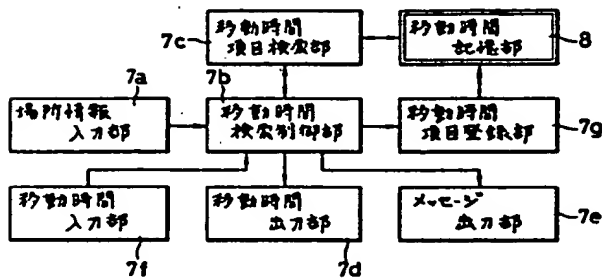 7c
移動時間
項目検索部
移動時間
記憶部
8
7a
場所情報
入力部
7b
移動時間
検索制御部
移動時間
項目登録部
7g
移動時間
入力部
7f
移動時間
出力部
7d
メッセージ
出力部
7e